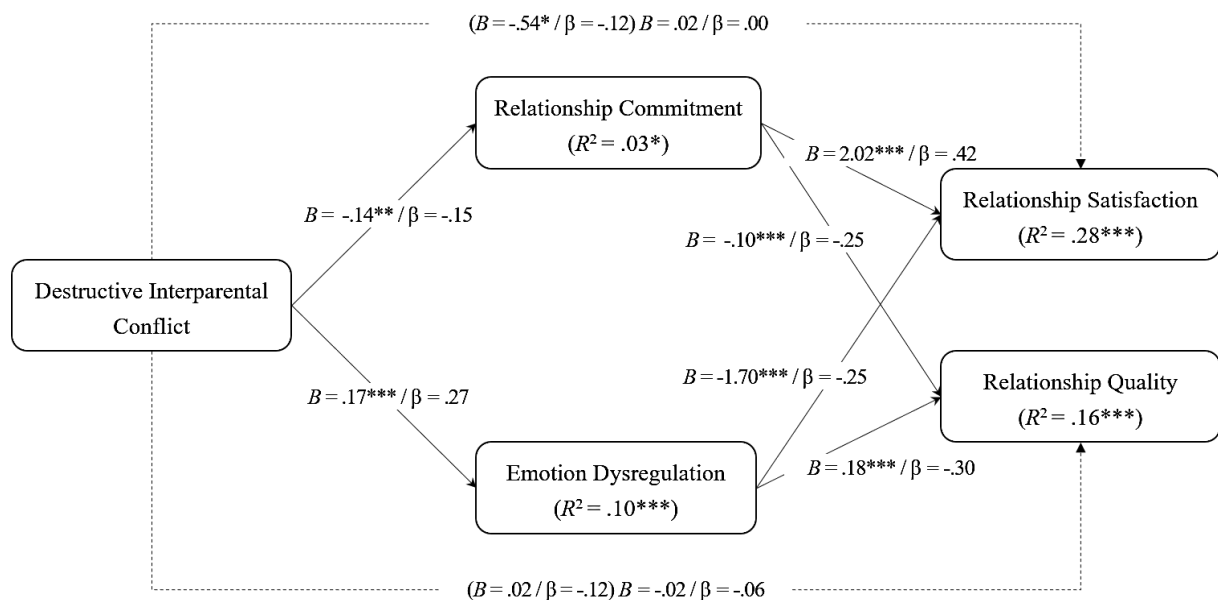 (B = -.54* / β = -.12) B = .02 / β = .00
Relationship Commitment
(R² = .03*)
B = 2.02*** / β = .42
Relationship Satisfaction
(R² = .28***)
B = -.14** / β = -.15
B = -.10*** / β = -.25
Destructive Interparental
Conflict
B = .17*** / β = .27
B = -1.70*** / β = -.25
Relationship Quality
(R² = .16***)
Emotion Dysregulation
(R² = .10***)
B = .18*** / β = -.30
(B = .02 / β = -.12) B = -.02 / β = -.06